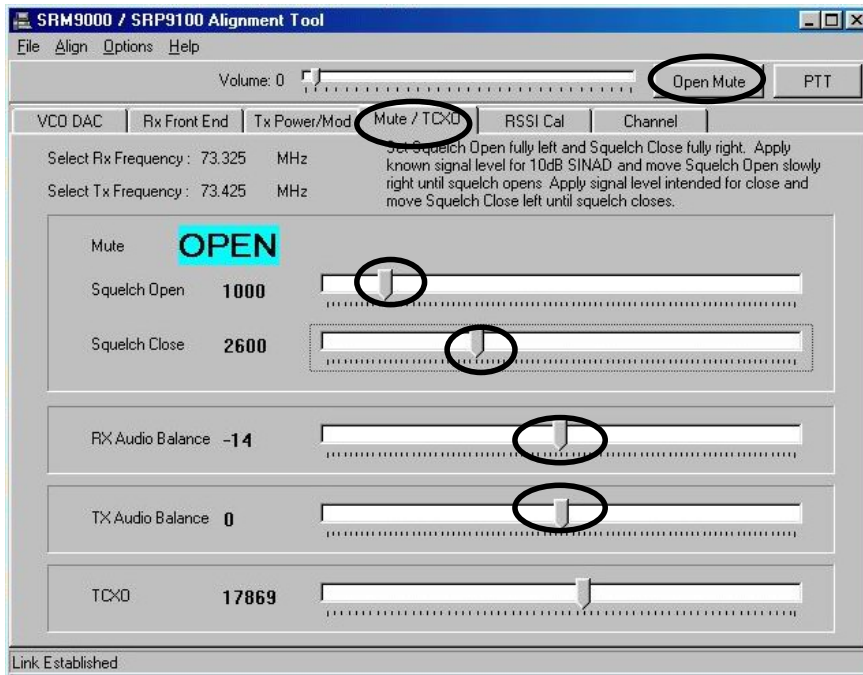 SRM9000 / SRP9100 Alignment Tool
File Align Options Help
Volume: 0
Open Mute
PTT
VCO DAC
Rx Front End
Tx Power/Mod
Mute / TCXO
RSSI Cal
Channel
Select Rx Frequency : 73.325 MHz
Select Tx Frequency : 73.425 MHz
Set Squelch Open fully left and Squelch Close fully right. Apply
known signal level for 10dB SINAD and move Squelch Open slowly
right until squelch opens Apply signal level intended for close and
move Squelch Close left until squelch closes.
Mute OPEN
Squelch Open 1000
Squelch Close 2600
RX Audio Balance -14
TX Audio Balance 0
TCXO 17869
Link Established